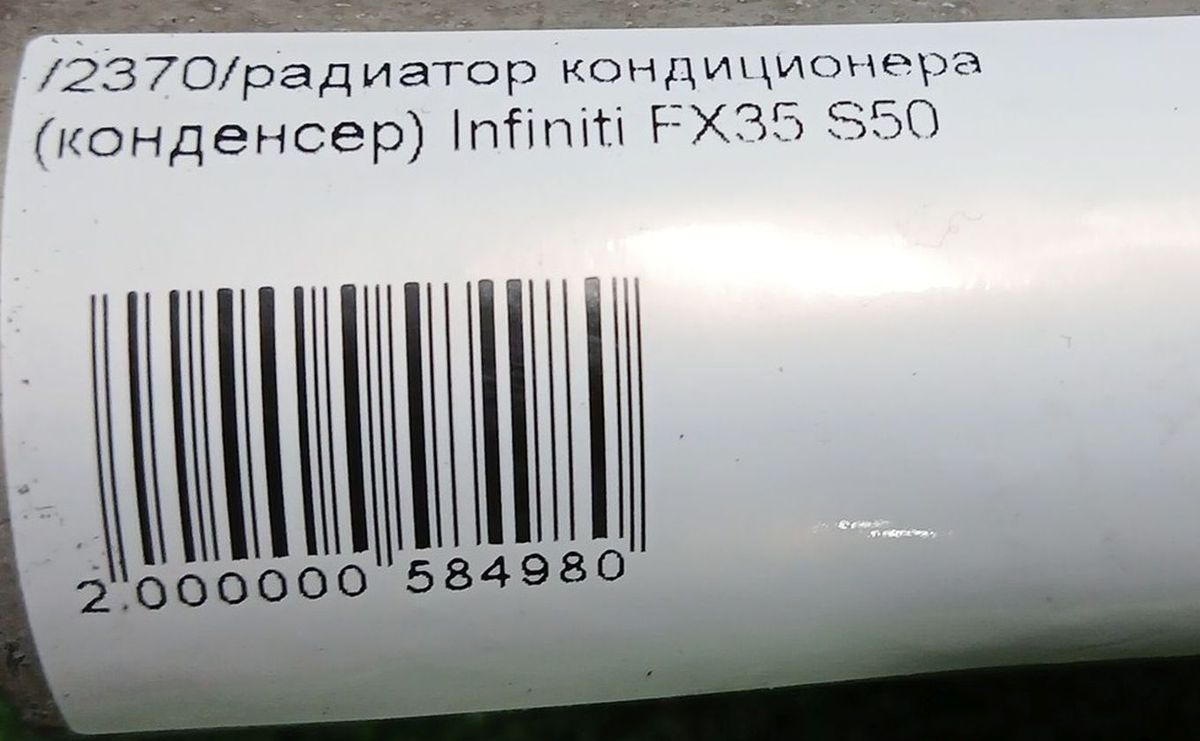 /2370/радиатор кондиционера
(конденсер) Infiniti FX35 S50
2 000000 584980